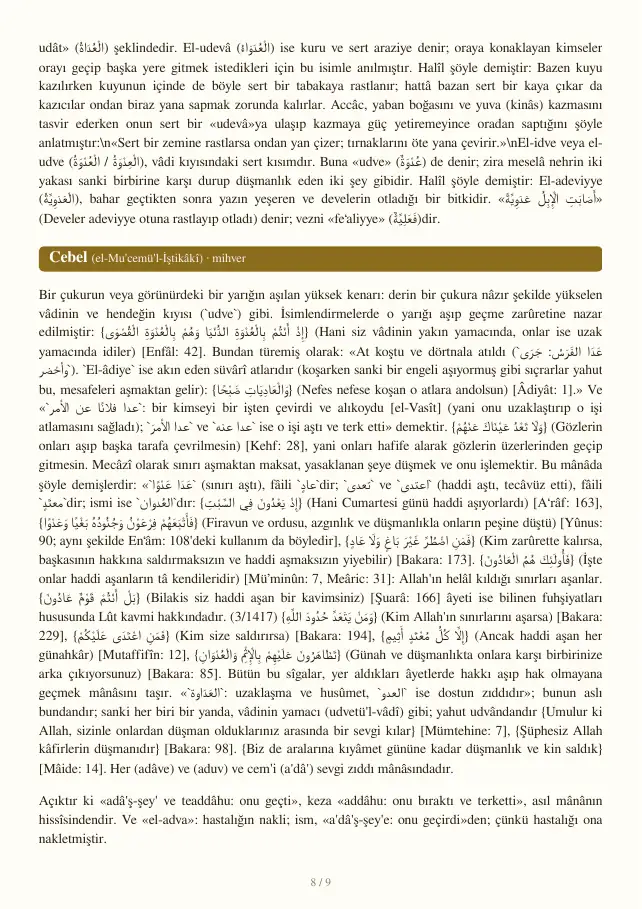 udât» (الْعُدَاةُ) şeklindedir. El-udevâ (الْعُدَوَاءُ) ise kuru ve sert araziye denir; oraya konaklayan kimseler
orayı geçip başka yere gitmek istedikleri için bu isimle anılmıştır. Halîl şöyle demiştir: Bazen kuyu
kazılırken kuyunun içinde de böyle sert bir tabakaya rastlanır; hattâ bazan sert bir kaya çıkar da
kazıcılar ondan biraz yana sapmak zorunda kalırlar. Accâc, yaban boğasını ve yuva (kinâs) kazmasını
tasvir ederken onun sert bir «udevâ»ya ulaşıp kazmaya güç yetiremeyince oradan saptığını şöyle
anlatmıştır:\n«Sert bir zemine rastlarsa ondan yan çizer; tırnaklarını öte yana çevirir.»\nEl-idve veya el-
udve (الْعِدْوَةُ / الْعُدْوَةُ), vâdi kıyısındaki sert kısımdır. Buna «udve» (عُدْوَةٌ) de denir; zira meselâ nehrin iki
yakası sanki birbirine karşı durup düşmanlık eden iki şey gibidir. Halîl şöyle demiştir: El-adeviyye
(الْعَدَوِيَّةُ), bahar geçtikten sonra yazın yeşeren ve develerin otladığı bir bitkidir. «أَصَابَتِ الْإِبِلُ عَدَوِيَّةً»
(Develer adeviyye otuna rastlayıp otladı) denir; vezni «fe‘aliyye» (فَعَلِيَّةٌ)dir.
Cebel (el-Mu'cemü'l-İştikâkî) · mihver
Bir çukurun veya görünürdeki bir yarığın aşılan yüksek kenarı: derin bir çukura nâzır şekilde yükselen
vâdinin ve hendeğin kıyısı (`udve`) gibi. İsimlendirmelerde o yarığı aşıp geçme zarûretine nazar
edilmiştir: {إِذْ أَنْتُمْ بِالْعُدْوَةِ الدُّنْيَا وَهُمْ بِالْعُدْوَةِ الْقُصْوَى} (Hani siz vâdinin yakın yamacında, onlar ise uzak
yamacında idiler) [Enfâl: 42]. Bundan türemiş olarak: «At koştu ve dörtnala atıldı (`عَدَا الفَرَسُ: جَرَى
وأحْضر`). `El-âdiye` ise akın eden süvârî atlarıdır (koşarken sanki bir engeli aşıyormuş gibi sıçrarlar yahut
bu, mesafeleri aşmaktan gelir): {وَالْعَادِيَاتِ ضَبْحًا} (Nefes nefese koşan o atlara andolsun) [Âdiyât: 1].» Ve
«`عدا فلانًا عن الأمر`: bir kimseyi bir işten çevirdi ve alıkoydu [el-Vasît] (yani onu uzaklaştırıp o işi
atlamasını sağladı); `عدا الأمرَ` ve `عدا عنه` ise o işi aştı ve terk etti» demektir. {وَلَا تَعْدُ عَيْنَاكَ عَنْهُمْ} (Gözlerin
onları aşıp başka tarafa çevrilmesin) [Kehf: 28], yani onları hafife alarak gözlerin üzerlerinden geçip
gitmesin. Mecâzî olarak sınırı aşmaktan maksat, yasaklanan şeye düşmek ve onu işlemektir. Bu mânâda
şöyle demişlerdir: «`عَدَا عَدْوًا` (sınırı aştı), fâili `عادٍ`dir; `تعدى` ve `اعتدى` (haddi aştı, tecâvüz etti), fâili
`معتدٍ`dir; ismi ise `العُدوان`dır: {إِذْ يَعْدُونَ فِي السَّبْتِ} (Hani Cumartesi günü haddi aşıyorlardı) [A‘râf: 163],
{فَأَتْبَعَهُمْ فِرْعَوْنُ وَجُنُودُهُ بَغْيًا وَعَدْوًا} (Firavun ve ordusu, azgınlık ve düşmanlıkla onların peşine düştü) [Yûnus:
90; aynı şekilde En'âm: 108'deki kullanım da böyledir], {فَمَنِ اضْطُرَّ غَيْرَ بَاغٍ وَلَا عَادٍ} (Kim zarûrette kalırsa,
başkasının hakkına saldırmaksızın ve haddi aşmaksızın yiyebilir) [Bakara: 173]. {فَأُولَئِكَ هُمُ الْعَادُونَ} (İşte
onlar haddi aşanların tâ kendileridir) [Mü’minûn: 7, Meâric: 31]: Allah'ın helâl kıldığı sınırları aşanlar.
{بَلْ أَنْتُمْ قَوْمٌ عَادُونَ} (Bilakis siz haddi aşan bir kavimsiniz) [Şuarâ: 166] âyeti ise bilinen fuhşiyatları
hususunda Lût kavmi hakkındadır. (3/1417) {وَمَنْ يَتَعَدَّ حُدُودَ اللَّهِ} (Kim Allah'ın sınırlarını aşarsa) [Bakara:
229], {فَمَنِ اعْتَدَى عَلَيْكُمْ} (Kim size saldırırsa) [Bakara: 194], {إِلَّا كُلُّ مُعْتَدٍ أَثِيمٍ} (Ancak haddi aşan her
günahkâr) [Mutaffifîn: 12], {تَظَاهَرُونَ عَلَيْهِمْ بِالْإِثْمِ وَالْعُدْوَانِ} (Günah ve düşmanlıkta onlara karşı birbirinize
arka çıkıyorsunuz) [Bakara: 85]. Bütün bu sîgalar, yer aldıkları âyetlerde hakkı aşıp hak olmayana
geçmek mânâsını taşır. «`العَدَاوة`: uzaklaşma ve husûmet, `العدو` ise dostun zıddıdır»; bunun aslı
bundandır; sanki her biri bir yanda, vâdinin yamacı (udvetü'l-vâdî) gibi; yahut udvândandır {Umulur ki
Allah, sizinle onlardan düşman olduklarınız arasında bir sevgi kılar} [Mümtehine: 7], {Şüphesiz Allah
kâfirlerin düşmanıdır} [Bakara: 98]. {Biz de aralarına kıyâmet gününe kadar düşmanlık ve kin saldık}
[Mâide: 14]. Her (adâve) ve (aduv) ve cem'i (a'dâ') sevgi zıddı mânâsındadır.
Açıktır ki «adâ'ş-şey' ve teaddâhu: onu geçti», keza «addâhu: onu bıraktı ve terketti», asıl mânânın
hissîsindendir. Ve «el-adva»: hastalığın nakli; ism, «a'dâ'ş-şey'e: onu geçirdi»den; çünkü hastalığı ona
nakletmiştir.
8 / 9